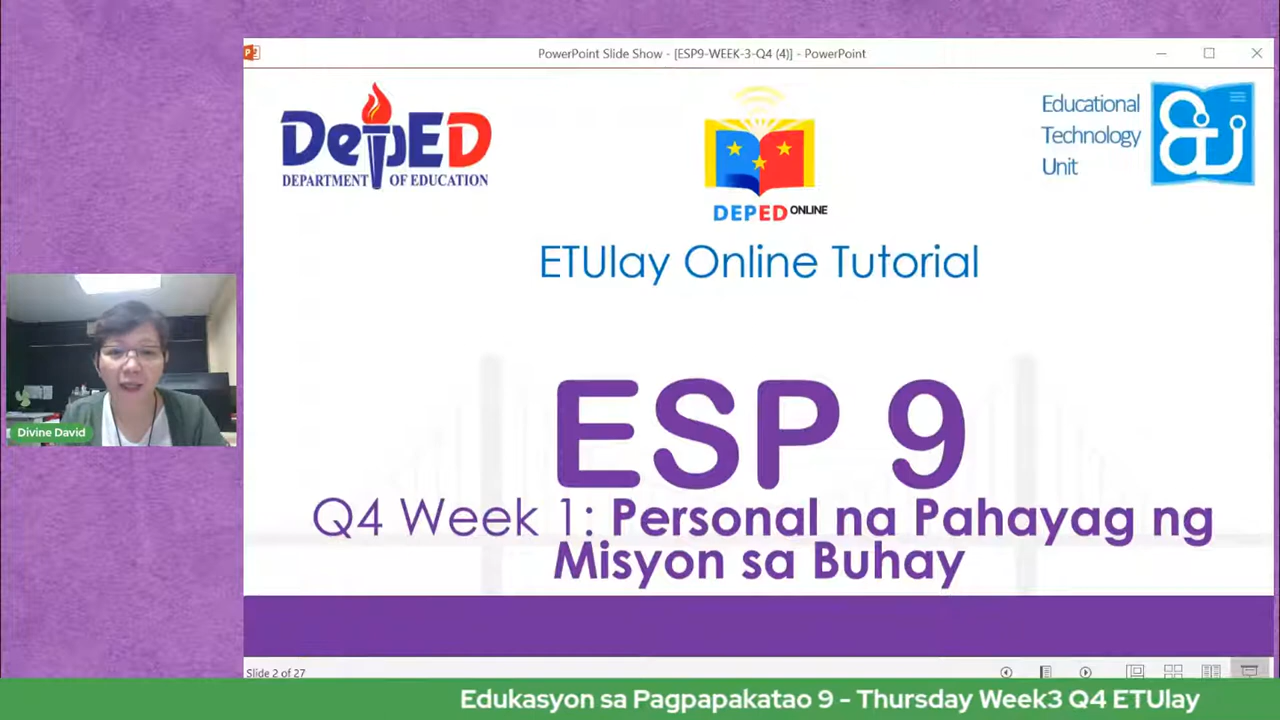 PowerPoint Slide Show - [ESP9-WEEK-3-Q4 (4)] - PowerPoint
DepED
DEPARTMENT OF EDUCATION
DEPED ONLINE
Educational
Technology
Unit
ETUlay Online Tutorial
ESP 9
Q4 Week 1: Personal na Pahayag ng
Misyon sa Buhay
Divine David
Slide 2 of 27
Edukasyon sa Pagpapakatao 9 - Thursday Week3 Q4 ETUlay